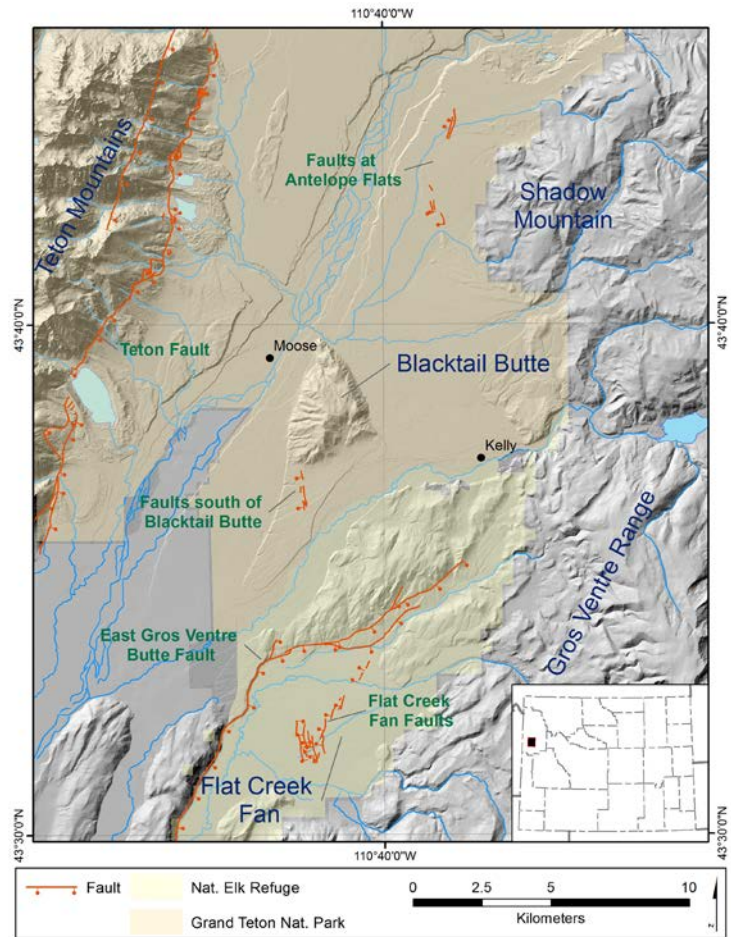 110°40'0"W
Teton Mountains
Faults at
Antelope Flats
Shadow
Mountain
43°40'0"N
43°40'0"N
Teton Fault
Moose
Blacktail Butte
Kelly
Faults south of
Blacktail Butte
Gros Ventre Range
East Gros Ventre
Butte Fault
Flat Creek
Fan Faults
Flat Creek
Fan
43°30'0"N
43°30'0"N
110°40'0"W
Fault
Nat. Elk Refuge
Grand Teton Nat. Park
0 2.5 5 10
Kilometers
z